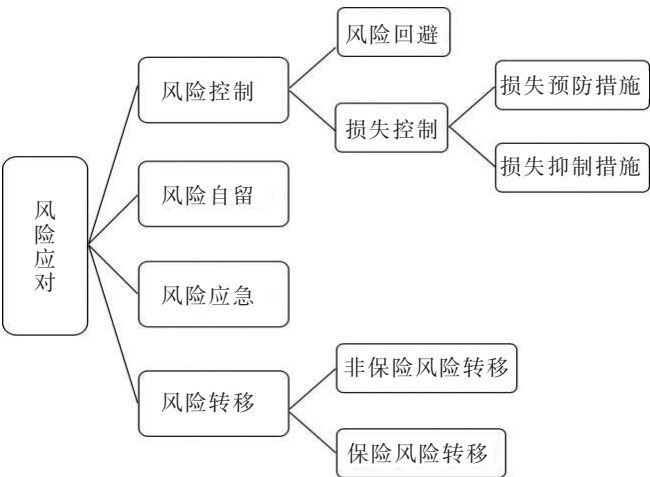 风险应对
风险控制
风险回避
损失控制
损失预防措施
损失抑制措施
风险自留
风险应急
风险转移
非保险风险转移
保险风险转移